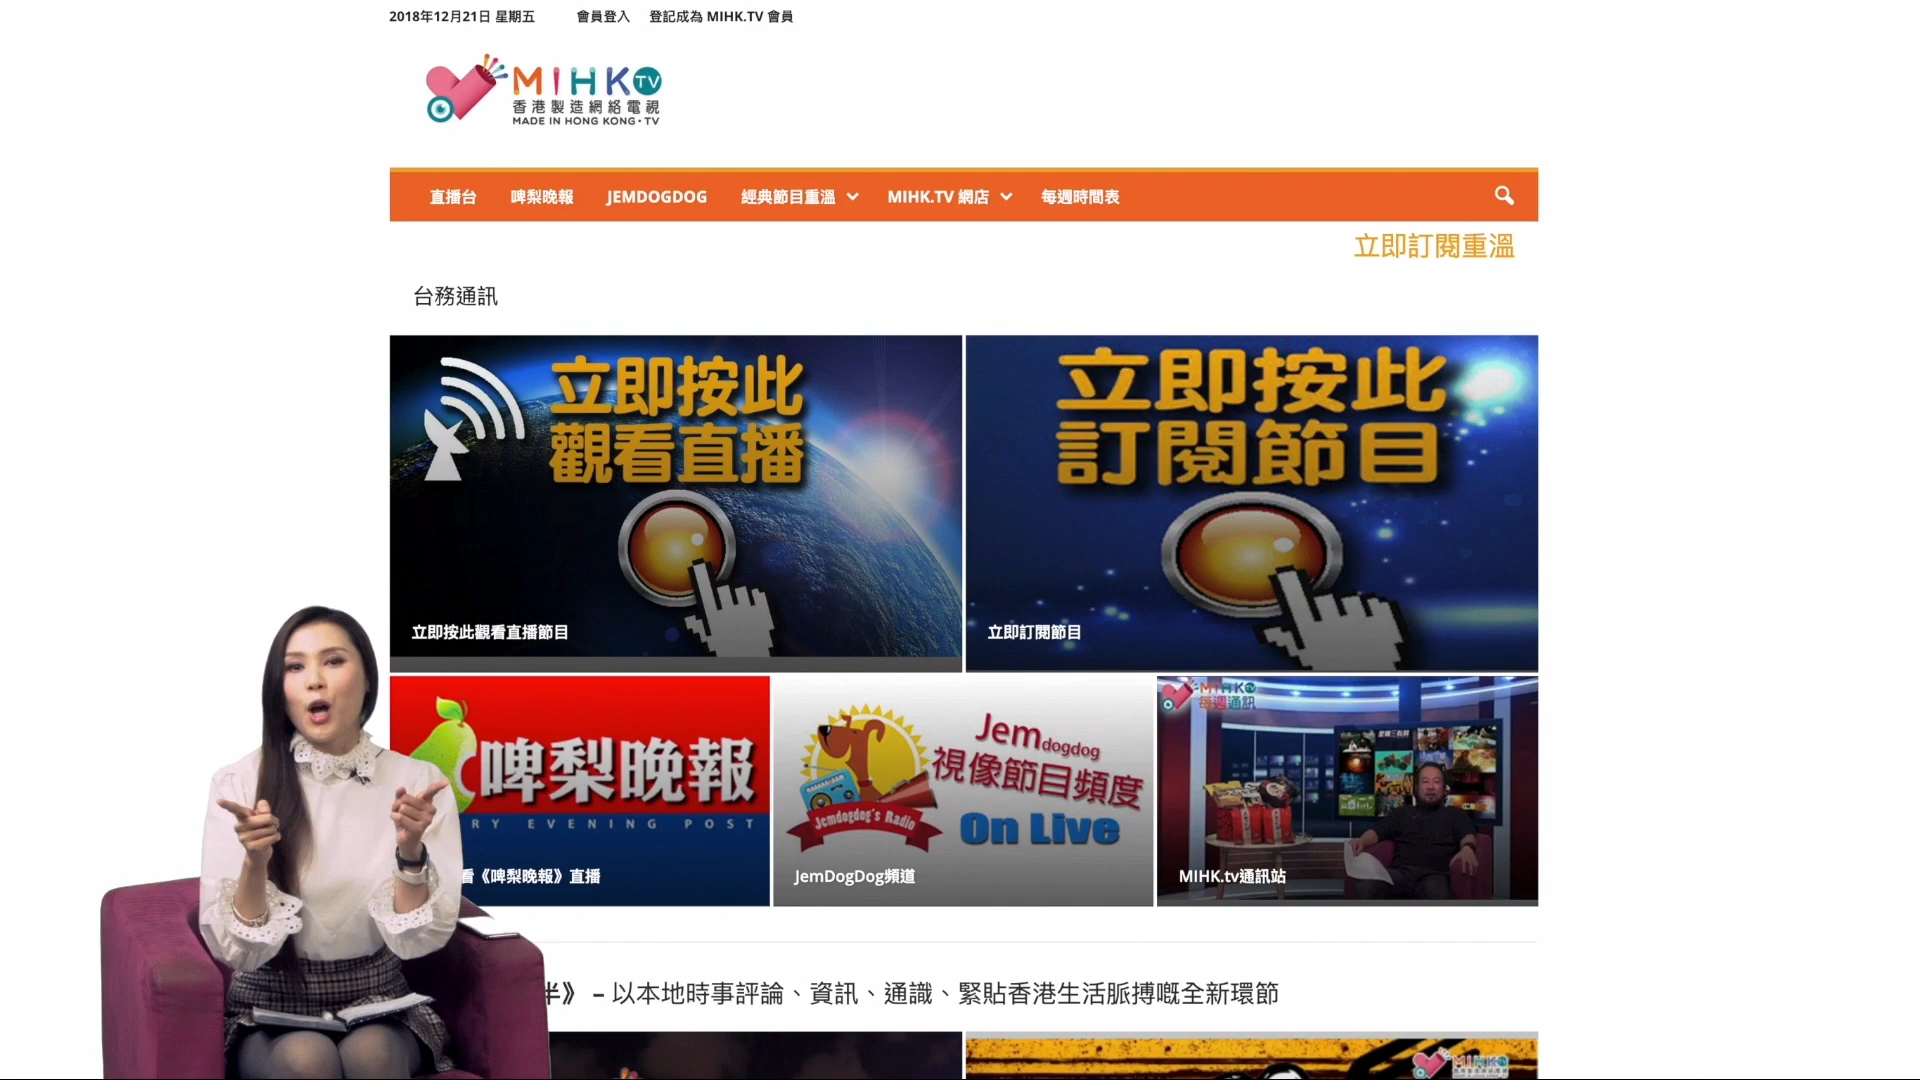 2018年12月21日 星期五 會員登入 登記成為 MIHK.TV 會員
MIHK TV
香港製造網絡電視
MADE IN HONG KONG • TV
直播台 啤梨晚報 JEMDOGDOG 經典節目重溫 MIHK.TV 網店 每週時間表
立即訂閱重溫
台務通訊
立即按此
觀看直播
立即按此觀看直播節目
立即按此
訂閱節目
立即訂閱節目
啤梨晚報
RY EVENING POST
看《啤梨晚報》直播
Jemdogdog
視像節目頻度
On Live
Jemdogdog's Radio
JemDogDog頻道
MIHK TV
每週通訊
MIHK.tv通訊站
半》 – 以本地時事評論、資訊、通識、緊貼香港生活脈搏嘅全新環節
MIHK TV